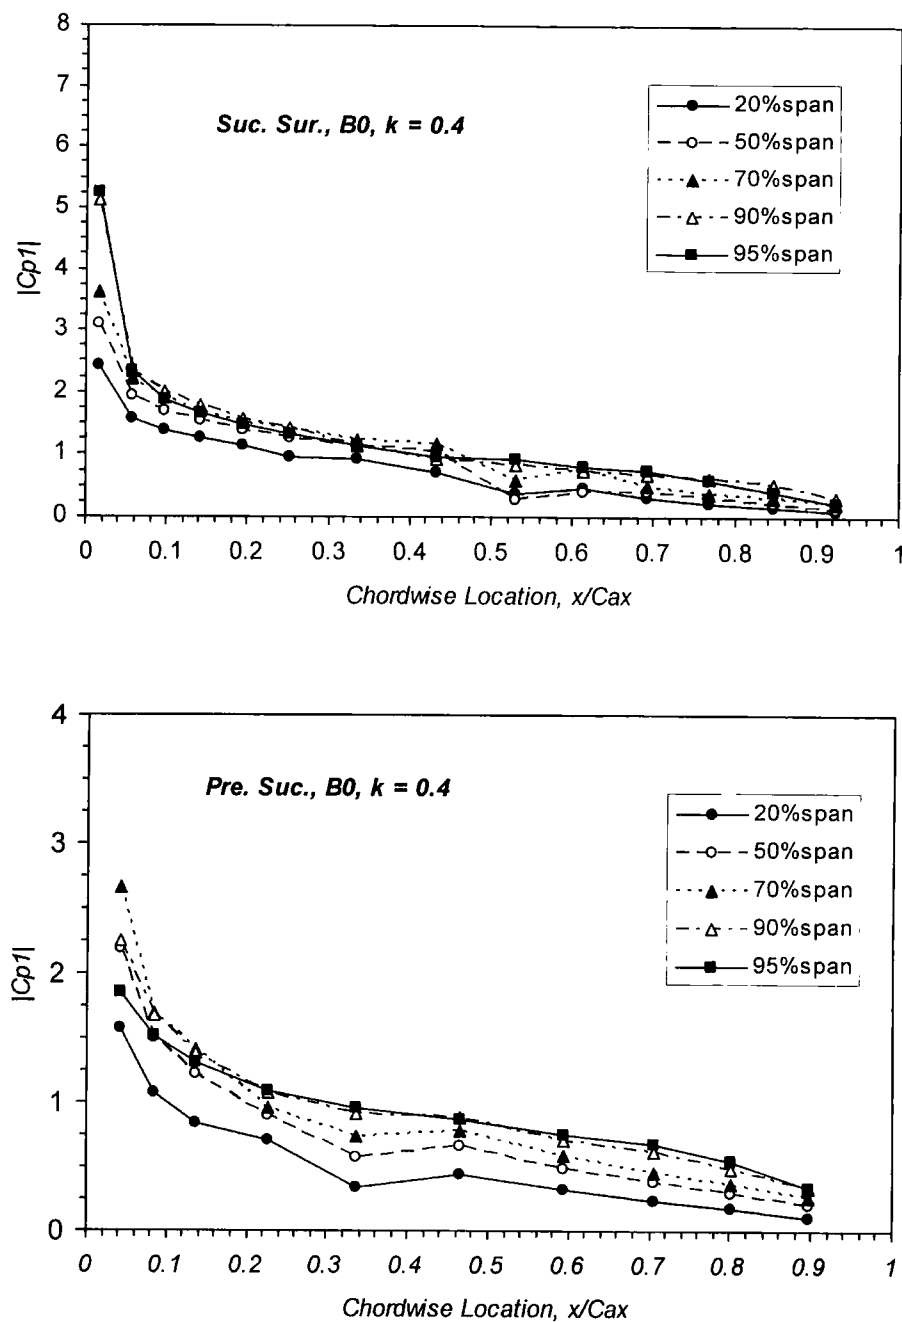 8
7
6
5
4
3
2
1
0
|Cp1|
Suc. Sur., B0, k = 0.4
20%span
50%span
70%span
90%span
95%span
0 0.1 0.2 0.3 0.4 0.5 0.6 0.7 0.8 0.9 1
Chordwise Location, x/Cax
4
3
2
1
0
|Cp1|
Pre. Suc., B0, k = 0.4
20%span
50%span
70%span
90%span
95%span
0 0.1 0.2 0.3 0.4 0.5 0.6 0.7 0.8 0.9 1
Chordwise Location, x/Cax